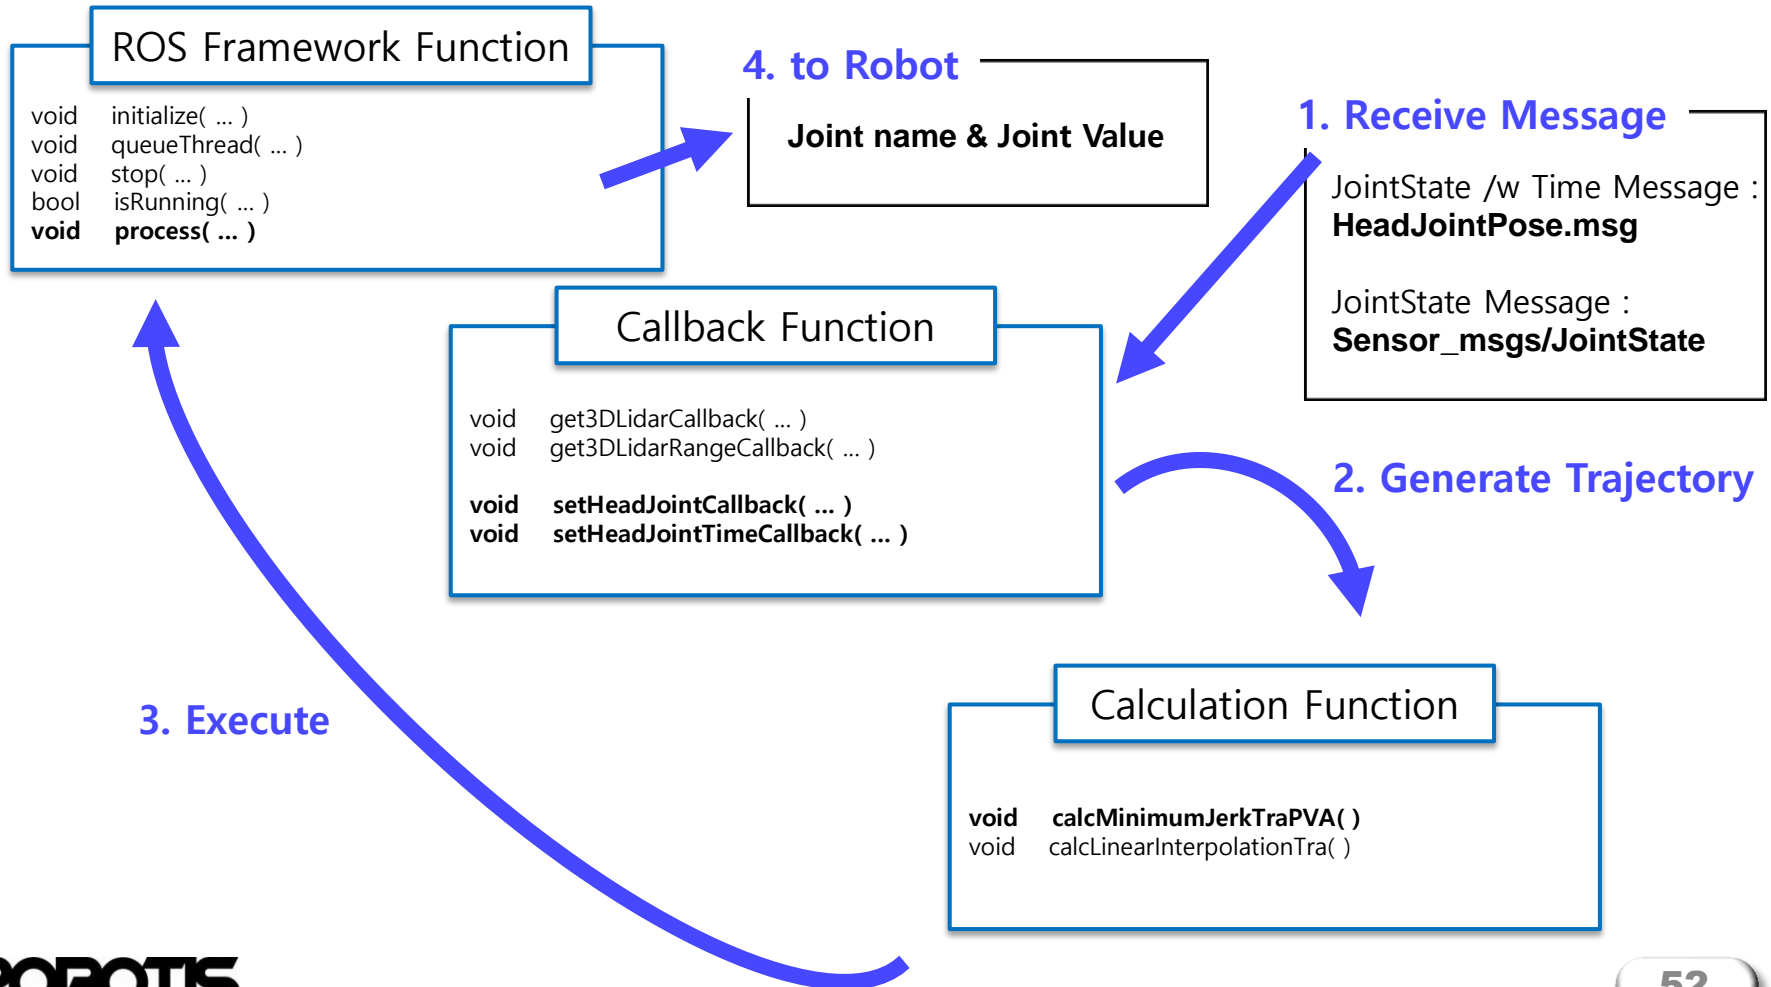 ROS Framework Function
void initialize( ... )
void queueThread( ... )
void stop( ... )
bool isRunning( ... )
void process( ... )
4. to Robot
Joint name & Joint Value
1. Receive Message
JointState /w Time Message :
HeadJointPose.msg
JointState Message :
Sensor_msgs/JointState
Callback Function
void get3DLidarCallback( ... )
void get3DLidarRangeCallback( ... )
void setHeadJointCallback( ... )
void setHeadJointTimeCallback( ... )
2. Generate Trajectory
3. Execute
Calculation Function
void calcMinimumJerkTraPVA( )
void calcLinearInterpolationTra( )
ROBOTIS
52